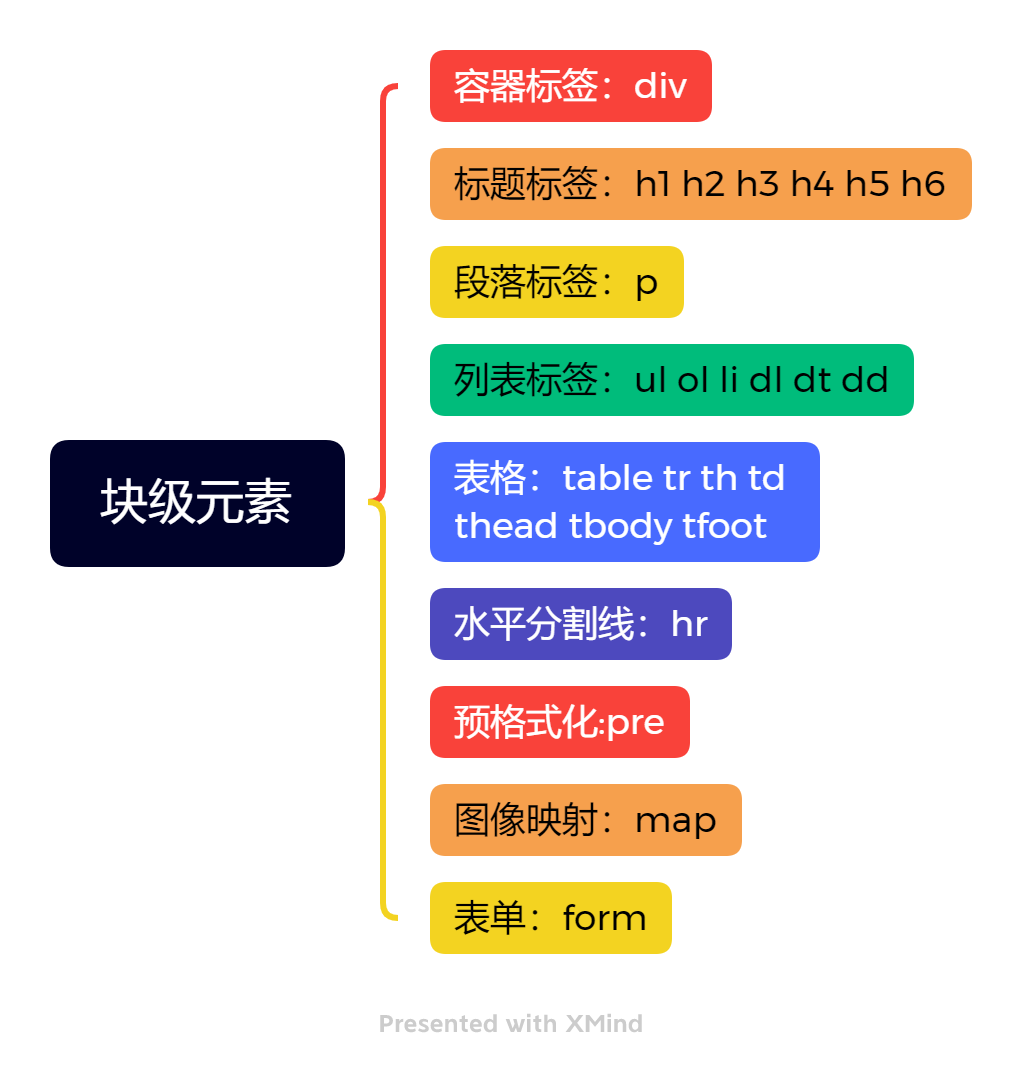 块级元素
容器标签：div
标题标签：h1 h2 h3 h4 h5 h6
段落标签：p
列表标签：ul ol li dl dt dd
表格：table tr th td
thead tbody tfoot
水平分割线：hr
预格式化:pre
图像映射：map
表单：form
Presented with XMind